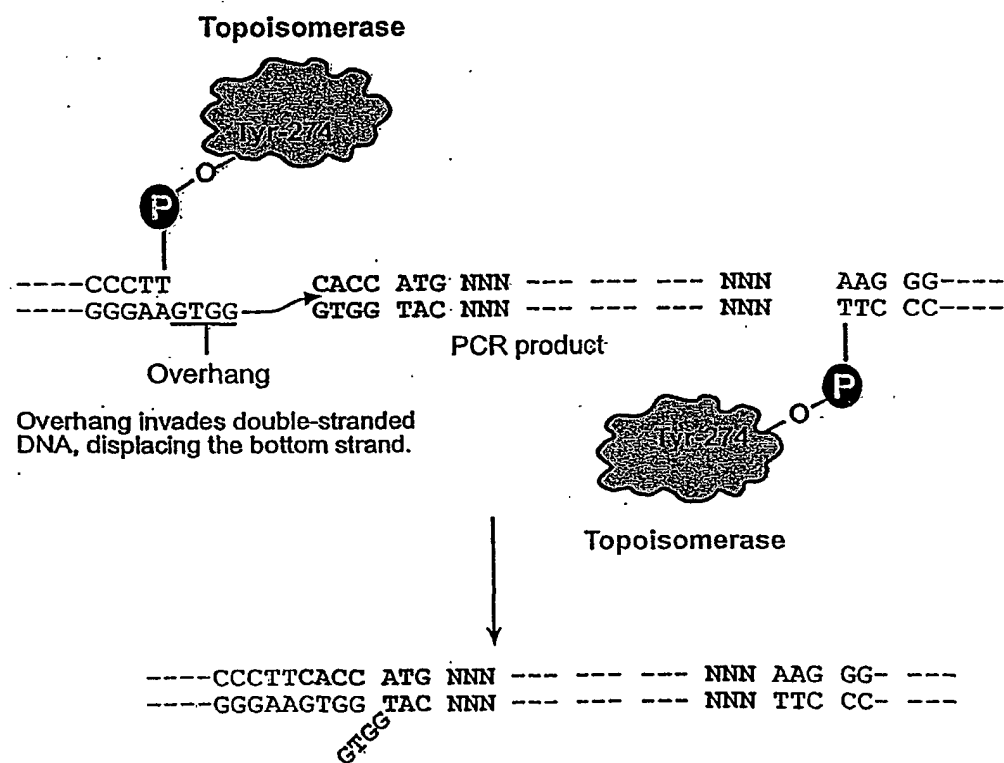 Topoisomerase
Tyr-274
O
P
----CCCTT CACC ATG NNN --- --- --- --- NNN AAG GG----
----GGGAAGTGG GTGG TAC NNN --- --- --- --- NNN TTC CC----
PCR product
Overhang
P
O
Overhang invades double-stranded
DNA, displacing the bottom strand.
Tyr-274
Topoisomerase
----CCCTTCACC ATG NNN --- --- --- --- NNN AAG GG- ----
----GGGAAGTGG TAC NNN --- --- --- --- NNN TTC CC- ----
GTGG